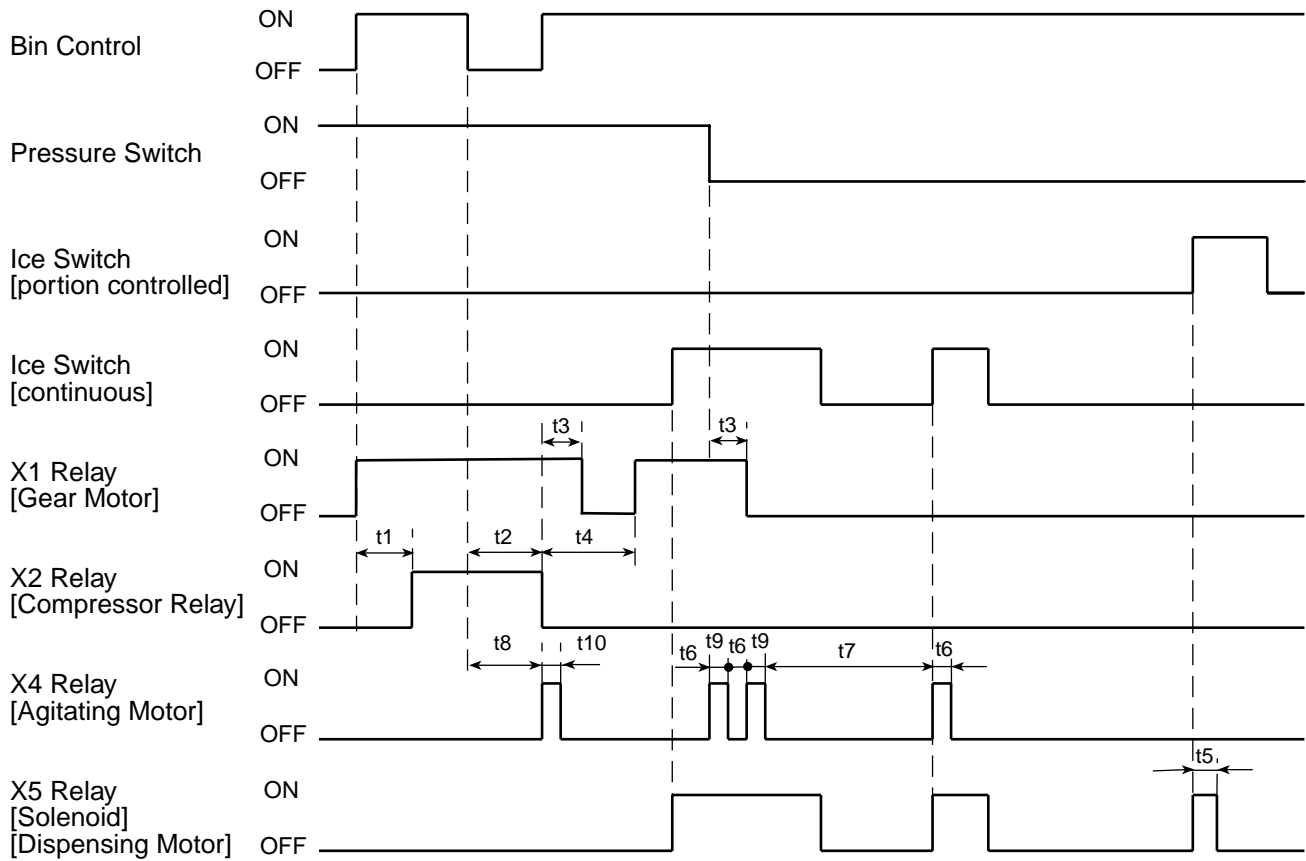 ON
Bin Control
OFF
ON
Pressure Switch
OFF
ON
Ice Switch
[portion controlled]
OFF
ON
Ice Switch
[continuous]
OFF
t3
t3
ON
X1 Relay
[Gear Motor]
OFF
t1
t2
t4
ON
X2 Relay
[Compressor Relay]
OFF
t8
t10
t6
t9
t6
t9
t7
t6
ON
X4 Relay
[Agitating Motor]
OFF
t5
ON
X5 Relay
[Solenoid]
[Dispensing Motor]
OFF